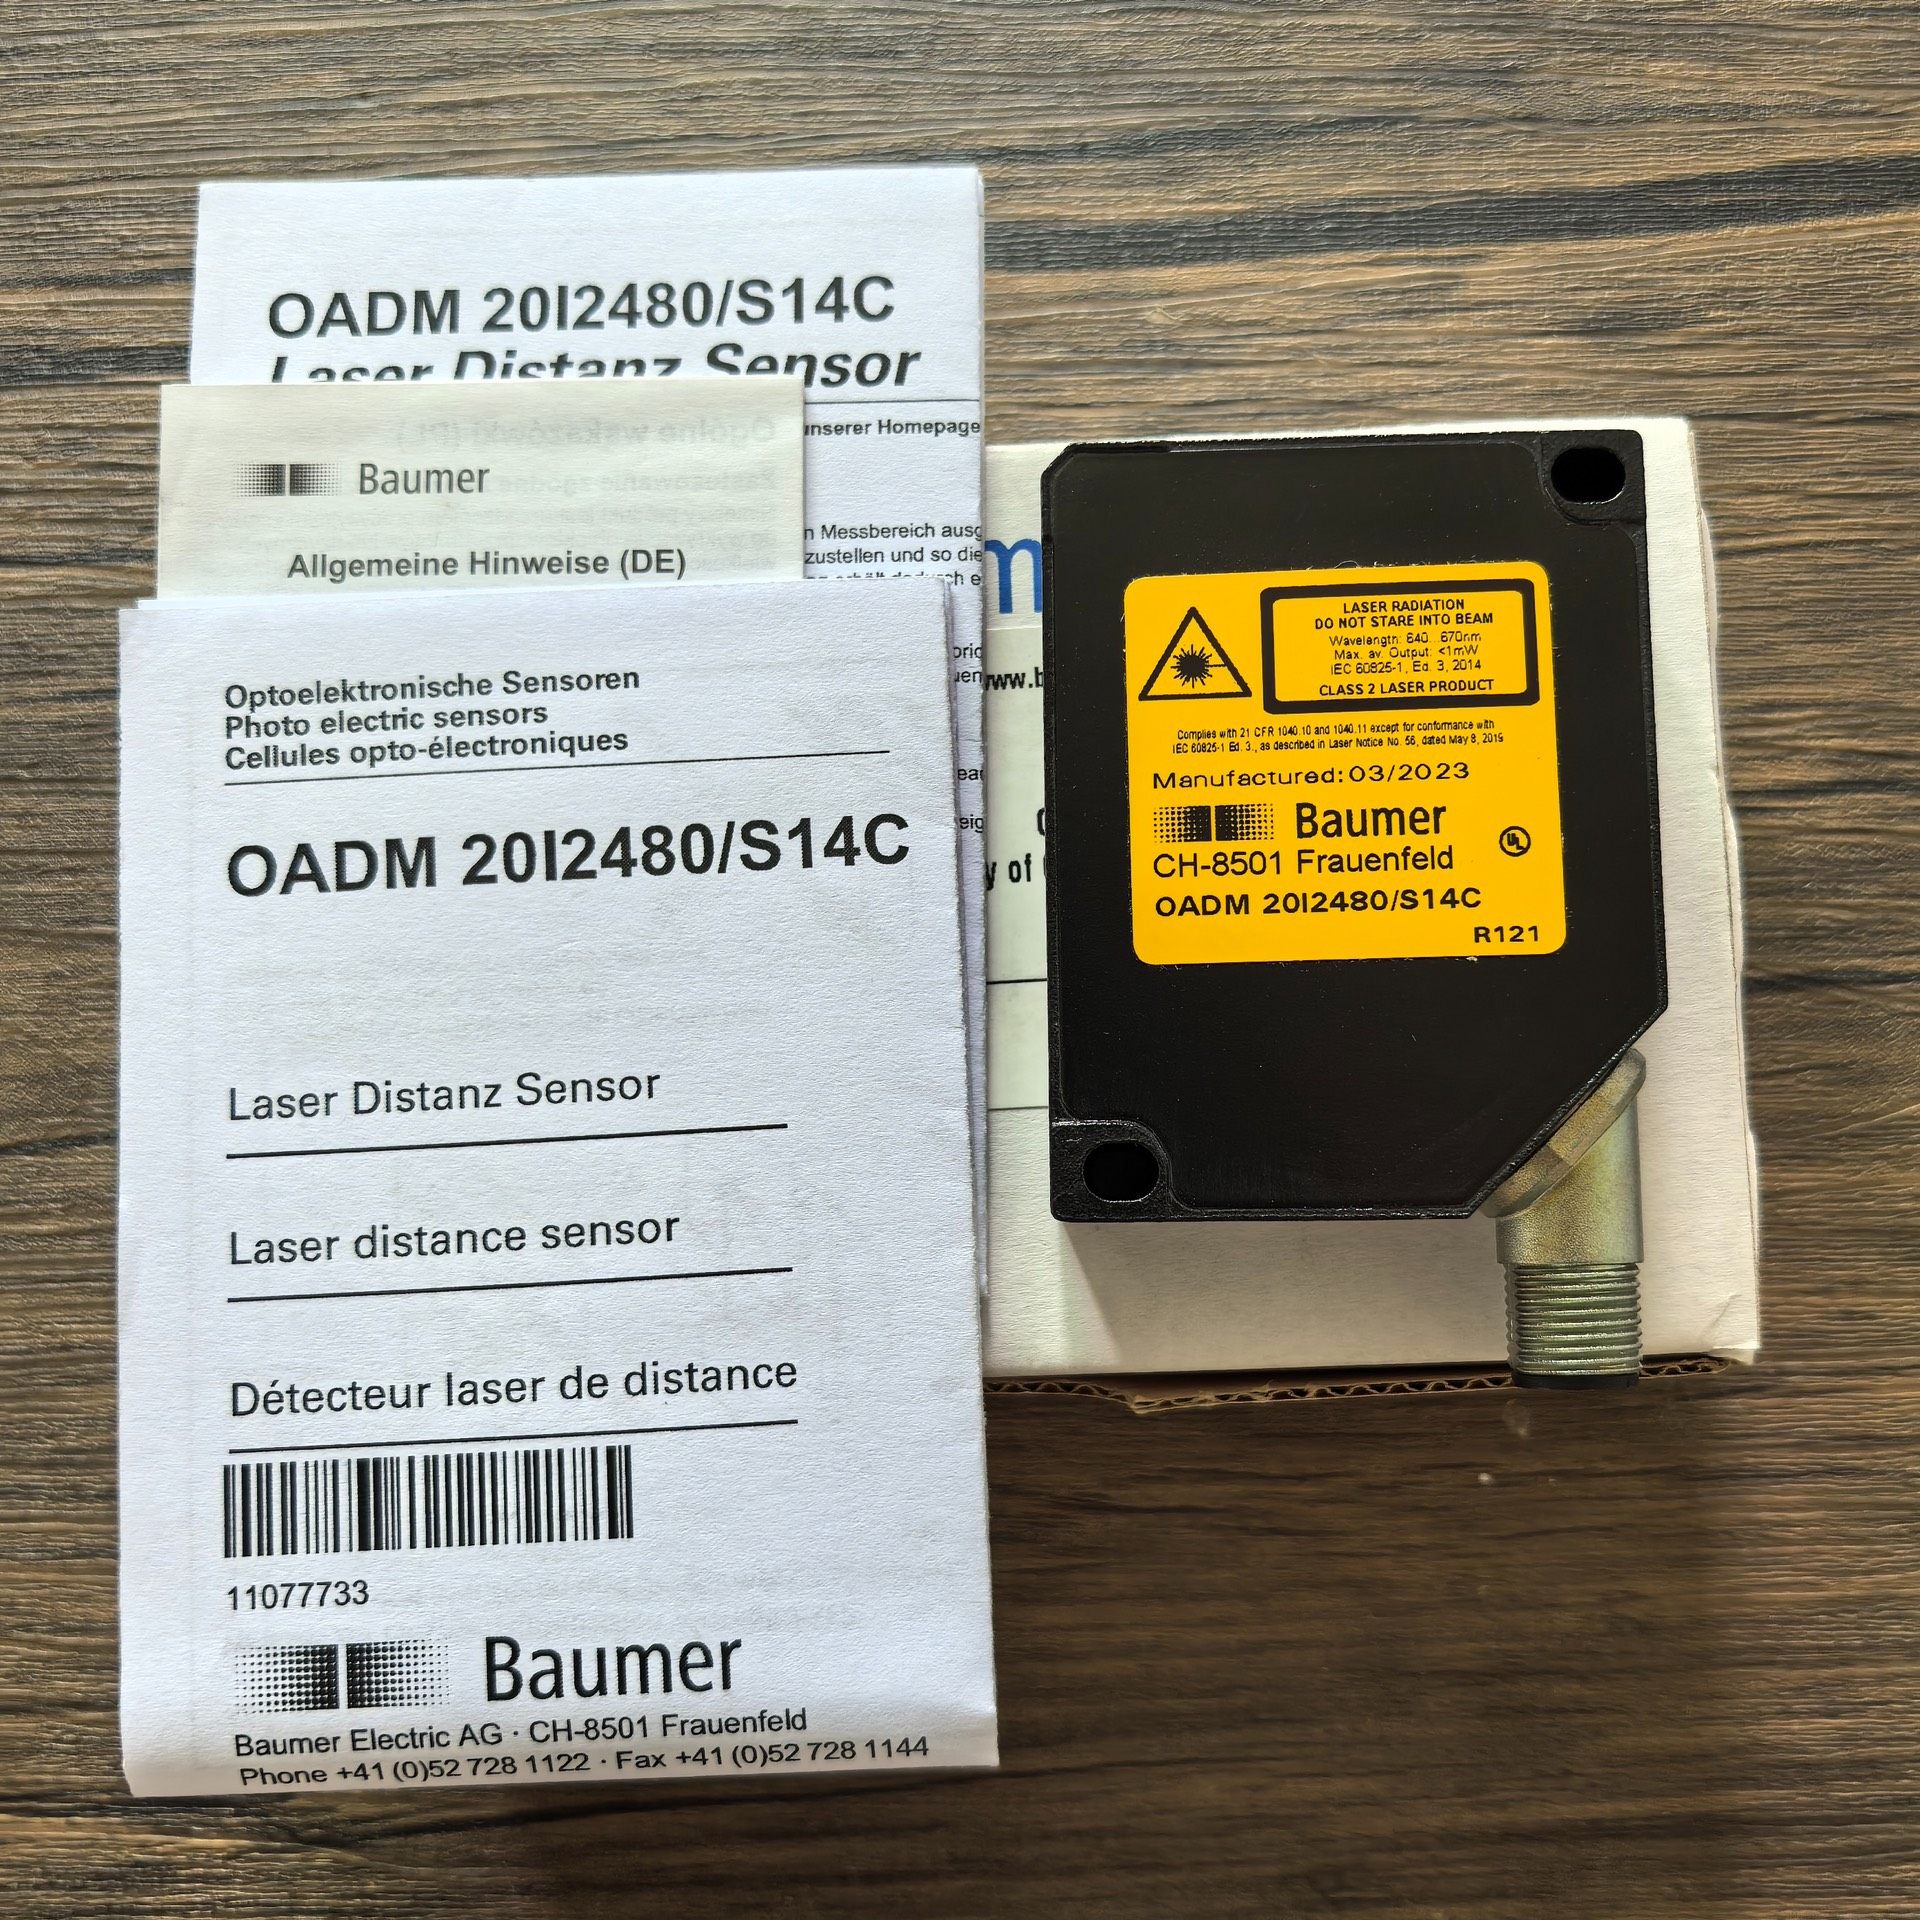 OADM 20I2480/S14C
Laser Distanz Sensor
unserer Homepage
Baumer
Allgemeine Hinweise (DE)
n Messbereich
zustellen und so die
Optoelektronische Sensoren
Photo electric sensors
Cellules opto-électroniques
OADM 20I2480/S14C
Laser Distanz Sensor
Laser distance sensor
Détecteur laser de distance
11077733
Baumer
Baumer Electric AG · CH-8501 Frauenfeld
Phone +41 (0)52 728 1122 · Fax +41 (0)52 728 1144
m
www.b
y of
LASER RADIATION
DO NOT STARE INTO BEAM
Wavelength: 640...670nm
Max. av. Output: <1mW
IEC 60825-1, Ed. 3, 2014
CLASS 2 LASER PRODUCT
Complies with 21 CFR 1040.10 and 1040.11 except for conformance with
IEC 60825-1 Ed. 3., as described in Laser Notice No. 56, dated May 8, 2019
Manufactured: 03/2023
Baumer
CH-8501 Frauenfeld
OADM 20I2480/S14C
R121